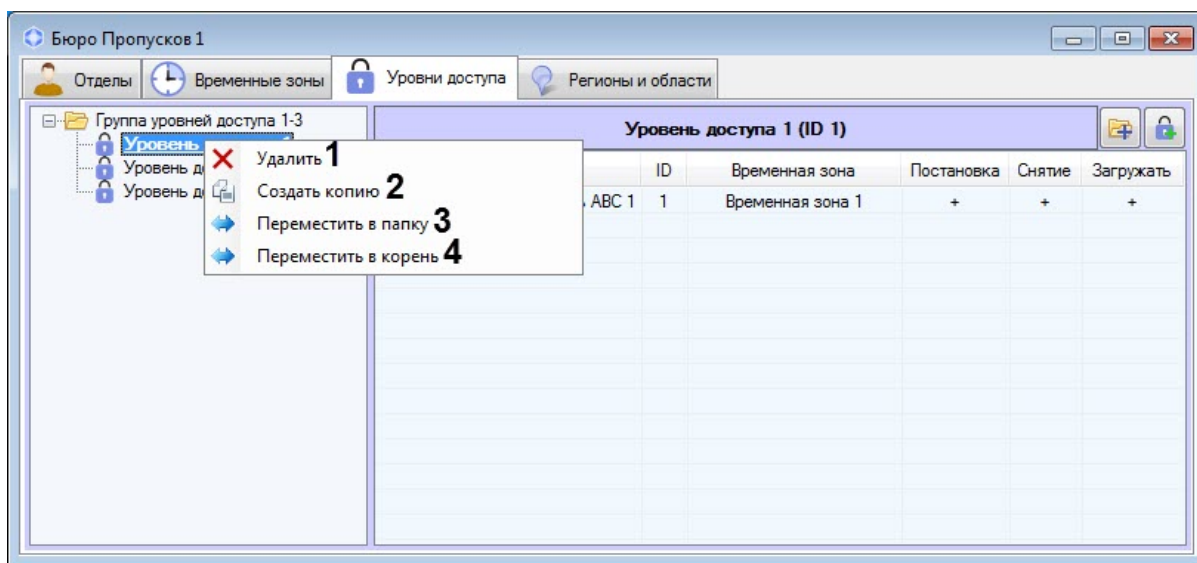 Бюро Пропусков 1
Отделы Временные зоны Уровни доступа Регионы и области
Группа уровней доступа 1-3
Уровень доступа 1 (ID 1)
Уровень
Уровень
Уровень
ID Временная зона Постановка Снятие Загружать
ABC 1 1 Временная зона 1 + + +
Удалить 1
Создать копию 2
Переместить в папку 3
Переместить в корень 4